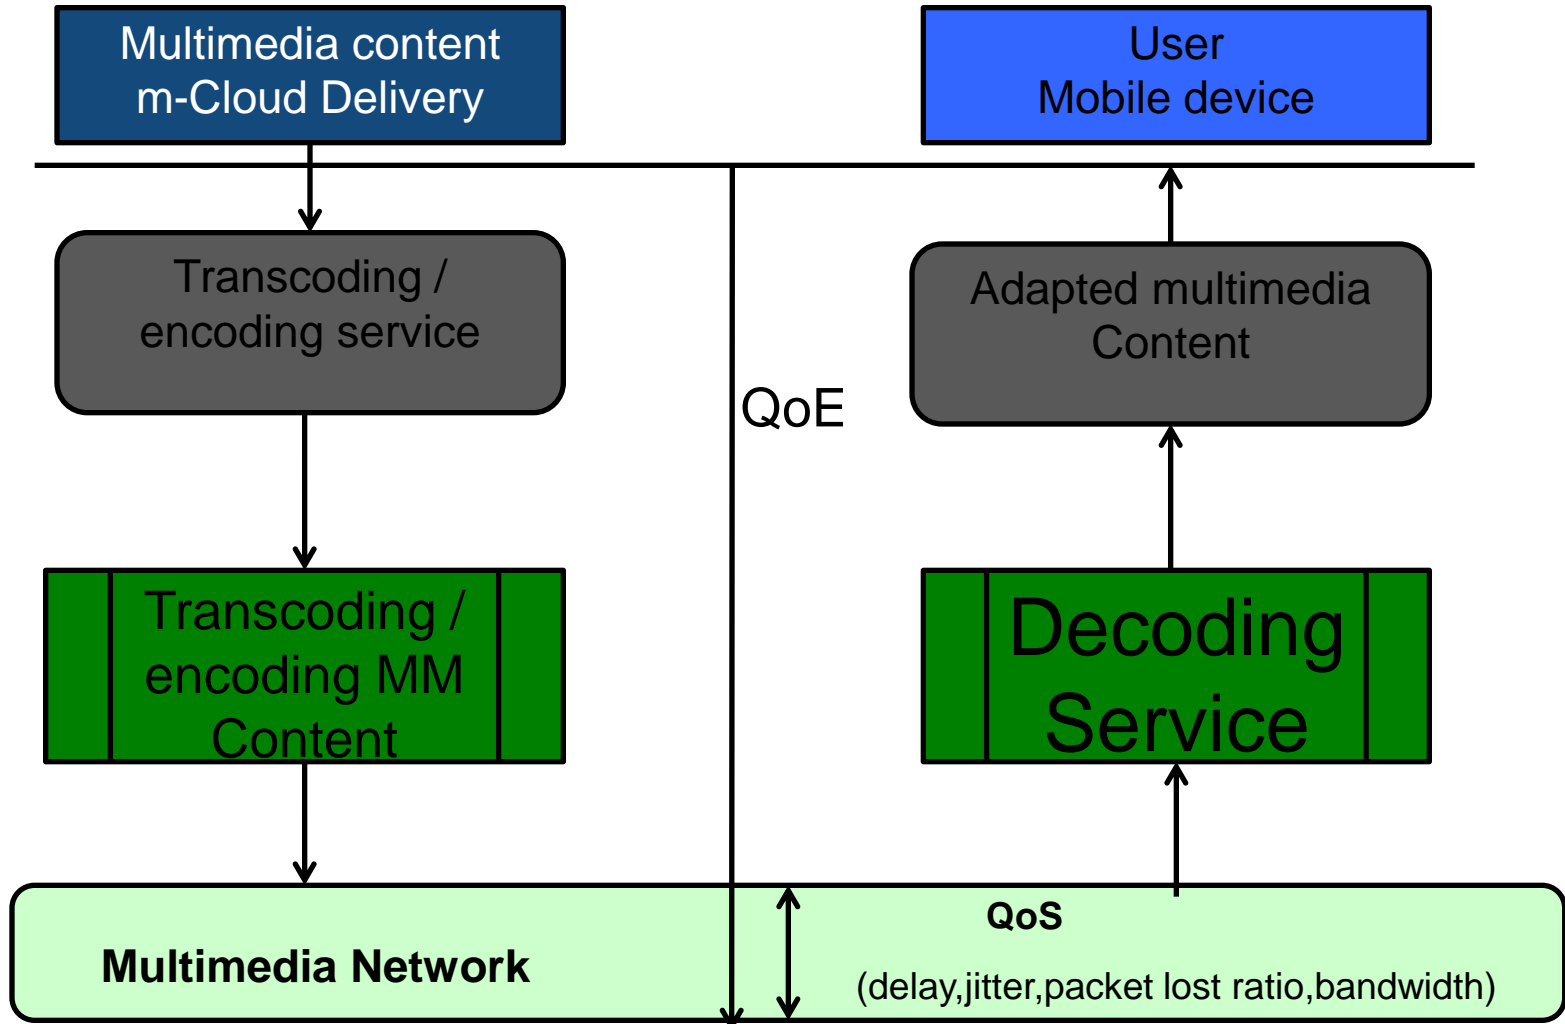 Multimedia content
m-Cloud Delivery
User
Mobile device
Transcoding /
encoding service
Adapted multimedia
Content
QoE
Transcoding /
encoding MM
Content
Decoding
Service
Multimedia Network
QoS
(delay,jitter,packet lost ratio,bandwidth)